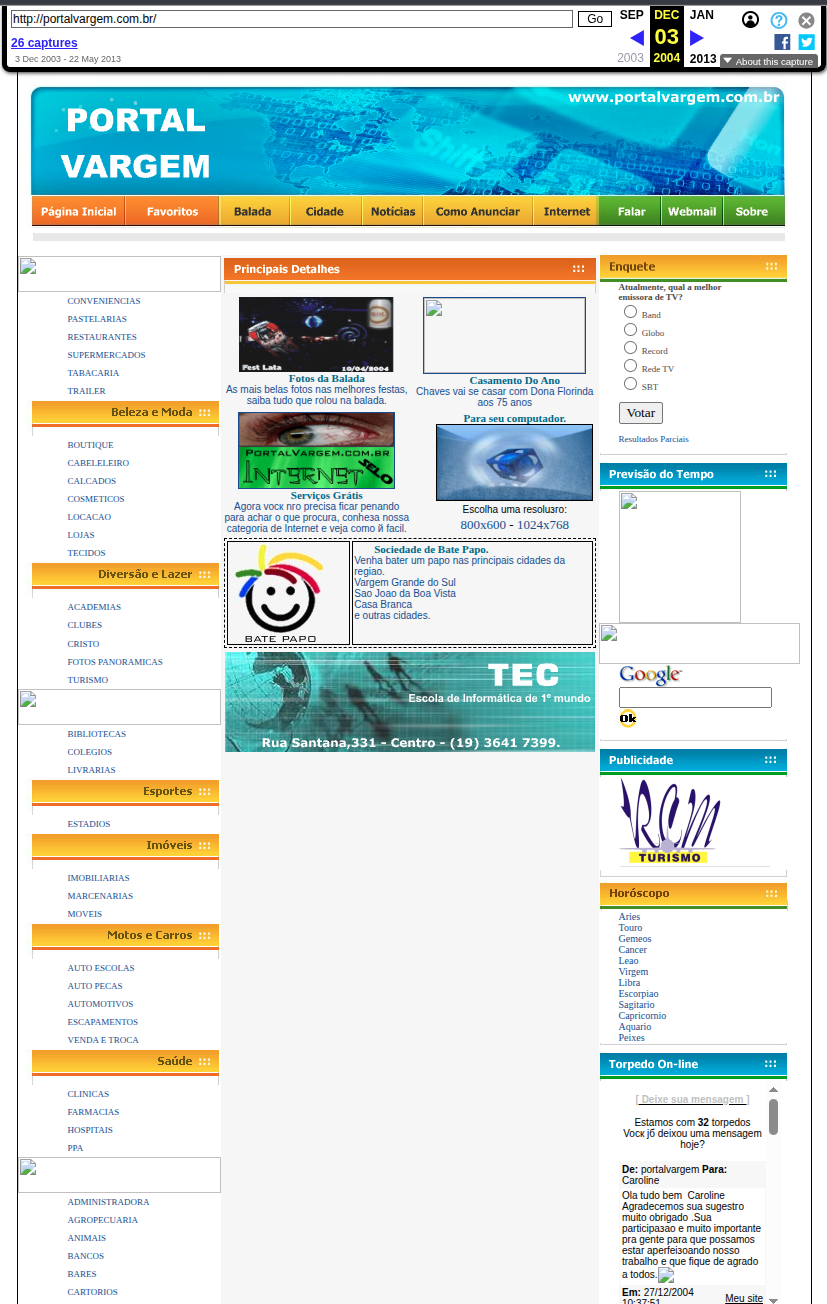 http://portalvargem.com.br/
Go
SEP DEC JAN
03
2003 2004 2013
26 captures
3 Dec 2003 - 22 May 2013
About this capture
www.portalvargem.com.br
PORTAL
VARGEM
Shift
Página Inicial Favoritos Balada Cidade Notícias Como Anunciar Internet Falar Webmail Sobre
CONVENIENCIAS
PASTELARIAS
RESTAURANTES
SUPERMERCADOS
TABACARIA
TRAILER
Beleza e Moda
BOUTIQUE
CABELELEIRO
CALCADOS
COSMETICOS
LOCACAO
LOJAS
TECIDOS
Diversão e Lazer
ACADEMIAS
CLUBES
CRISTO
FOTOS PANORAMICAS
TURISMO
BIBLIOTECAS
COLEGIOS
LIVRARIAS
Esportes
ESTADIOS
Imóveis
IMOBILIARIAS
MARCENARIAS
MOVEIS
Motos e Carros
AUTO ESCOLAS
AUTO PECAS
AUTOMOTIVOS
ESCAPAMENTOS
VENDA E TROCA
Saúde
CLINICAS
FARMACIAS
HOSPITAIS
PPA
ADMINISTRADORA
AGROPECUARIA
ANIMAIS
BANCOS
BARES
CARTORIOS
Principais Detalhes
Fest Lata 10/04/2004
Fotos da Balada
As mais belas fotos nas melhores festas,
saiba tudo que rolou na balada.
Casamento Do Ano
Chaves vai se casar com Dona Florinda
aos 75 anos
PortalVargem.com.br
Internet
SELO
Serviços Grátis
Agora vocк nгo precisa ficar penando
para achar o que procura, conheзa nossa
categoria de Internet e veja como й facil.
Para seu computador.
Escolha uma resoluзгo:
800x600 - 1024x768
BATE PAPO
Sociedade de Bate Papo.
Venha bater um papo nas principais cidades da
regiao.
Vargem Grande do Sul
Sao Joao da Boa Vista
Casa Branca
e outras cidades.
TEC
Escola de Informática de 1º mundo
Rua Santana,331 - Centro - (19) 3641 7399.
Enquete
Atualmente, qual a melhor
emissora de TV?
Band
Globo
Record
Rede TV
SBT
Votar
Resultados Parciais
Previsão do Tempo
Google
Ok
Publicidade
RCM
TURISMO
Horóscopo
Aries
Touro
Gemeos
Cancer
Leao
Virgem
Libra
Escorpiao
Sagitario
Capricornio
Aquario
Peixes
Torpedo On-line
[ Deixe sua mensagem ]
Estamos com 32 torpedos
Vocк jб deixou uma mensagem
hoje?
De: portalvargem Para:
Caroline
Ola tudo bem Caroline
Agradecemos sua sugestгo
muito obrigado .Sua
participaзao e muito importante
pra gente para que possamos
estar aperfeiзoando nosso
trabalho e que fique de agrado
a todos.
Em: 27/12/2004
10:37:51
Meu site